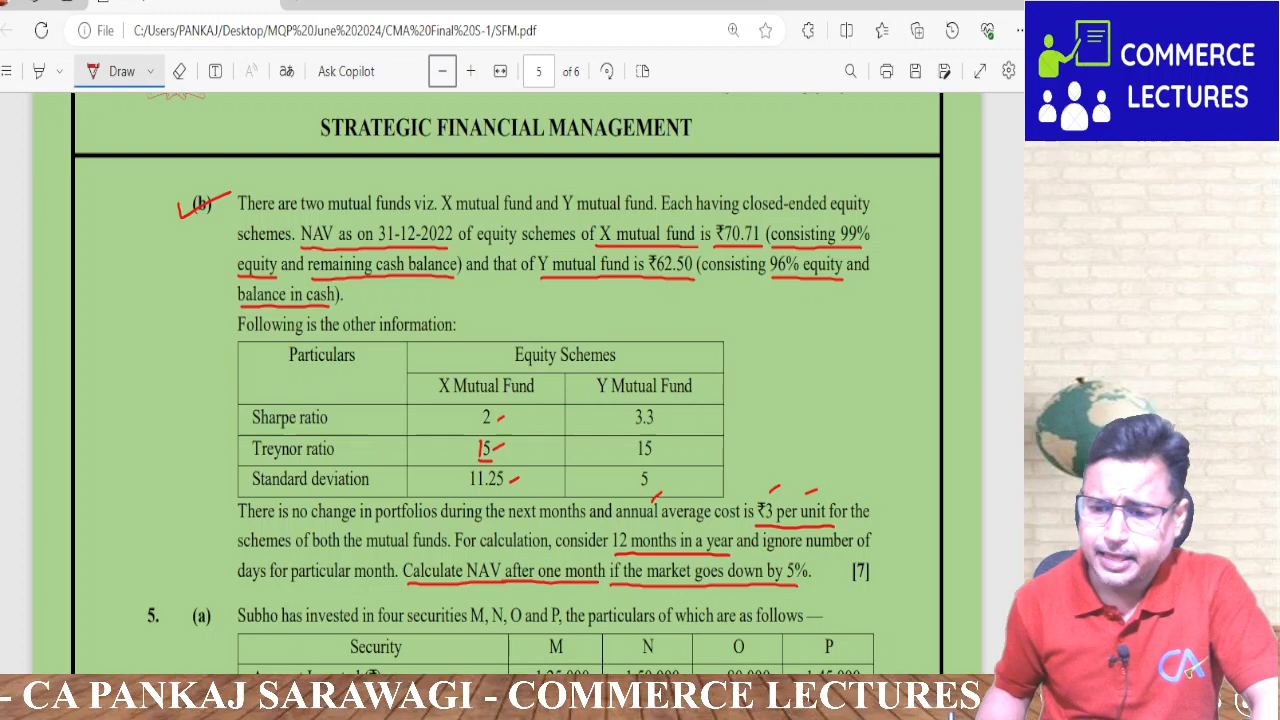 File C:/Users/PANKAJ/Desktop/MQP%20June%202024/CMA%20Final%20S-1/SFM.pdf
Draw
Ask Copilot
5 of 6
COMMERCE
LECTURES
STRATEGIC FINANCIAL MANAGEMENT
(b) There are two mutual funds viz. X mutual fund and Y mutual fund. Each having closed-ended equity
schemes. NAV as on 31-12-2022 of equity schemes of X mutual fund is ₹70.71 (consisting 99%
equity and remaining cash balance) and that of Y mutual fund is ₹62.50 (consisting 96% equity and
balance in cash).
Following is the other information:
Particulars Equity Schemes
X Mutual Fund Y Mutual Fund
Sharpe ratio 2 3.3
Treynor ratio 15 15
Standard deviation 11.25 5
There is no change in portfolios during the next months and annual average cost is ₹3 per unit for the
schemes of both the mutual funds. For calculation, consider 12 months in a year and ignore number of
days for particular month. Calculate NAV after one month if the market goes down by 5%. [7]
5. (a) Subho has invested in four securities M, N, O and P, the particulars of which are as follows —
Security M N O P
CA
- CA PANKAJ SARAWAGI - COMMERCE LECTURES